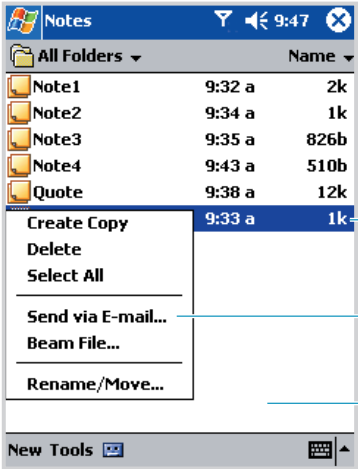 Notes 9:47
All Folders Name
Note1 9:32 a 2k
Note2 9:34 a 1k
Note3 9:35 a 826b
Note4 9:43 a 510b
Quote 9:38 a 12k
9:33 a 1k
Create Copy
Delete
Select All
Send via E-mail...
Beam File...
Rename/Move...
New Tools